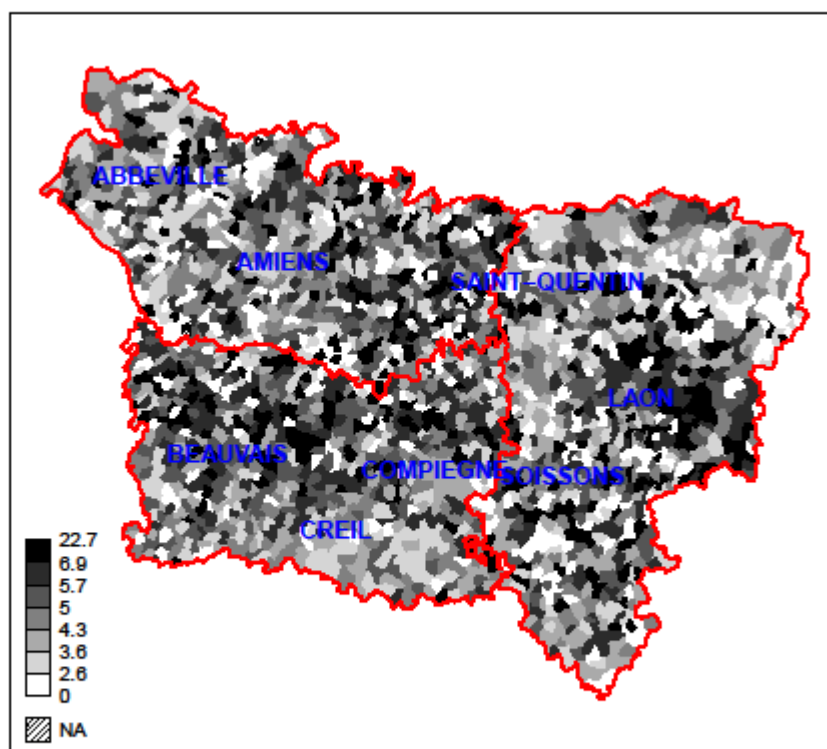 ABBEVILLE
AMIENS
SAINT-QUENTIN
LAON
BEAUVAIS
COMPIEGNE
SOISSONS
CREIL
22.7
6.9
5.7
5
4.3
3.6
2.6
0
NA